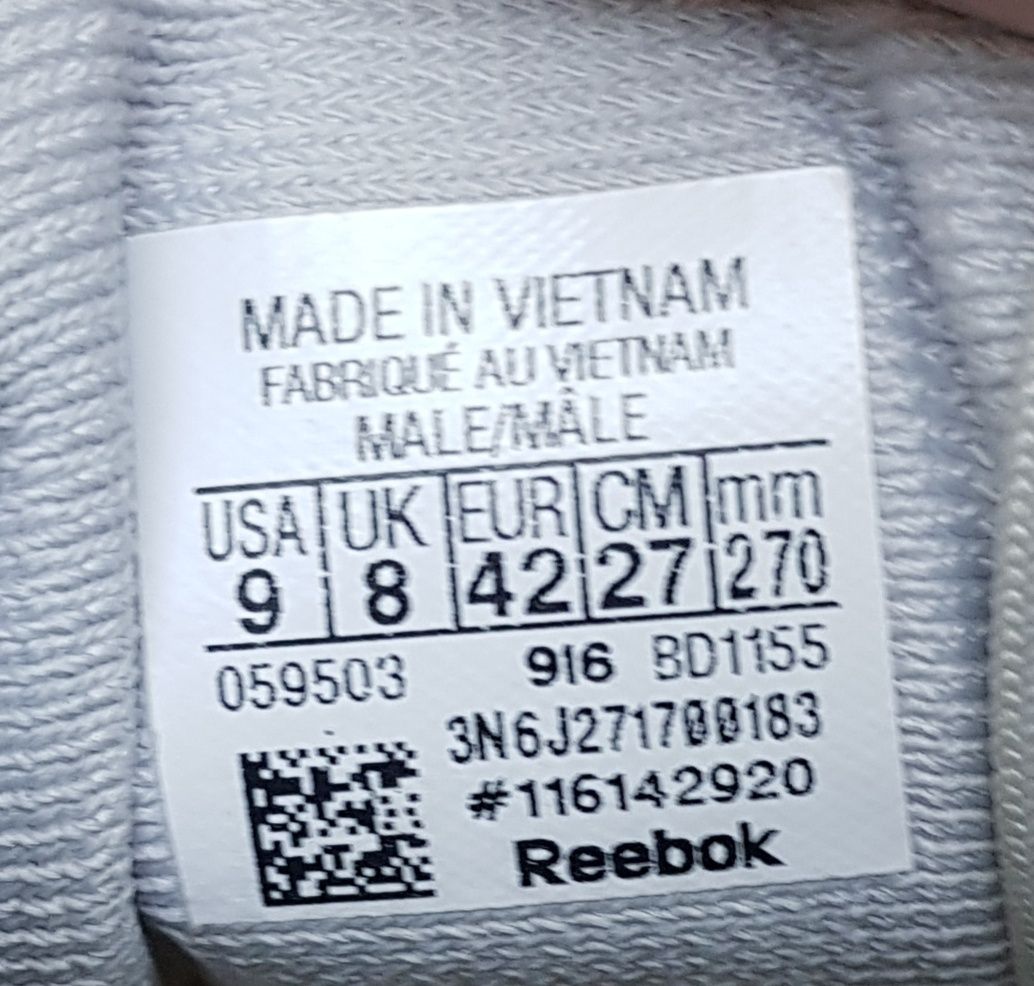 MADE IN VIETNAM
FABRIQUÉ AU VIETNAM
MALE/MÂLE
USA UK EUR CM mm
9 8 42 27 270
059503 916 BD1155
3N6J271700183
#116142920
Reebok